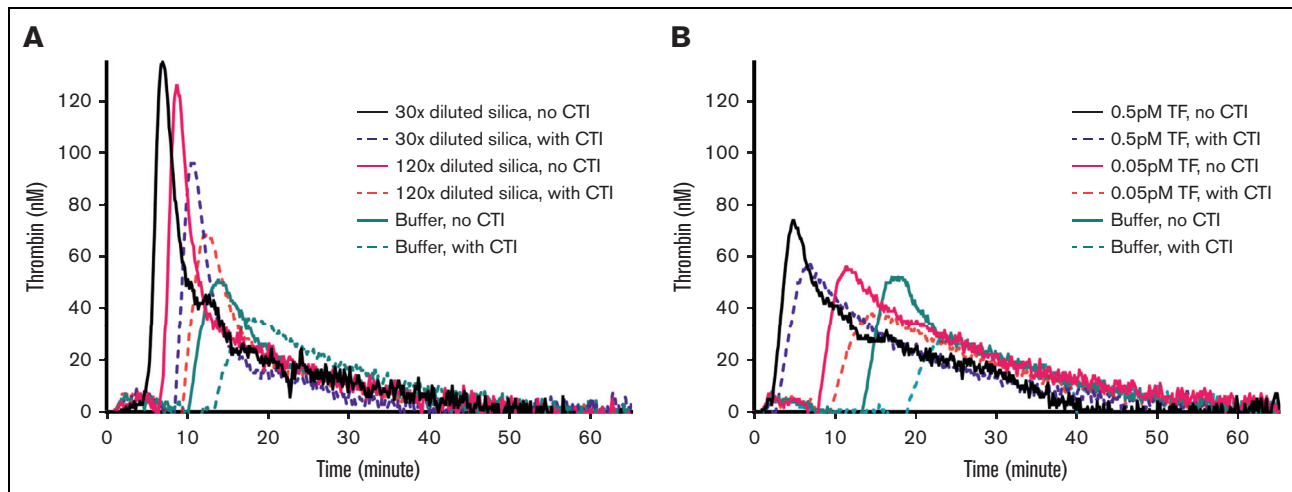 A
Thrombin (nM)
120
100
80
60
40
20
0
0 10 20 30 40 50 60
Time (minute)
30x diluted silica, no CTI
30x diluted silica, with CTI
120x diluted silica, no CTI
120x diluted silica, with CTI
Buffer, no CTI
Buffer, with CTI
B
Thrombin (nM)
120
100
80
60
40
20
0
0 10 20 30 40 50 60
Time (minute)
0.5pM TF, no CTI
0.5pM TF, with CTI
0.05pM TF, no CTI
0.05pM TF, with CTI
Buffer, no CTI
Buffer, with CTI